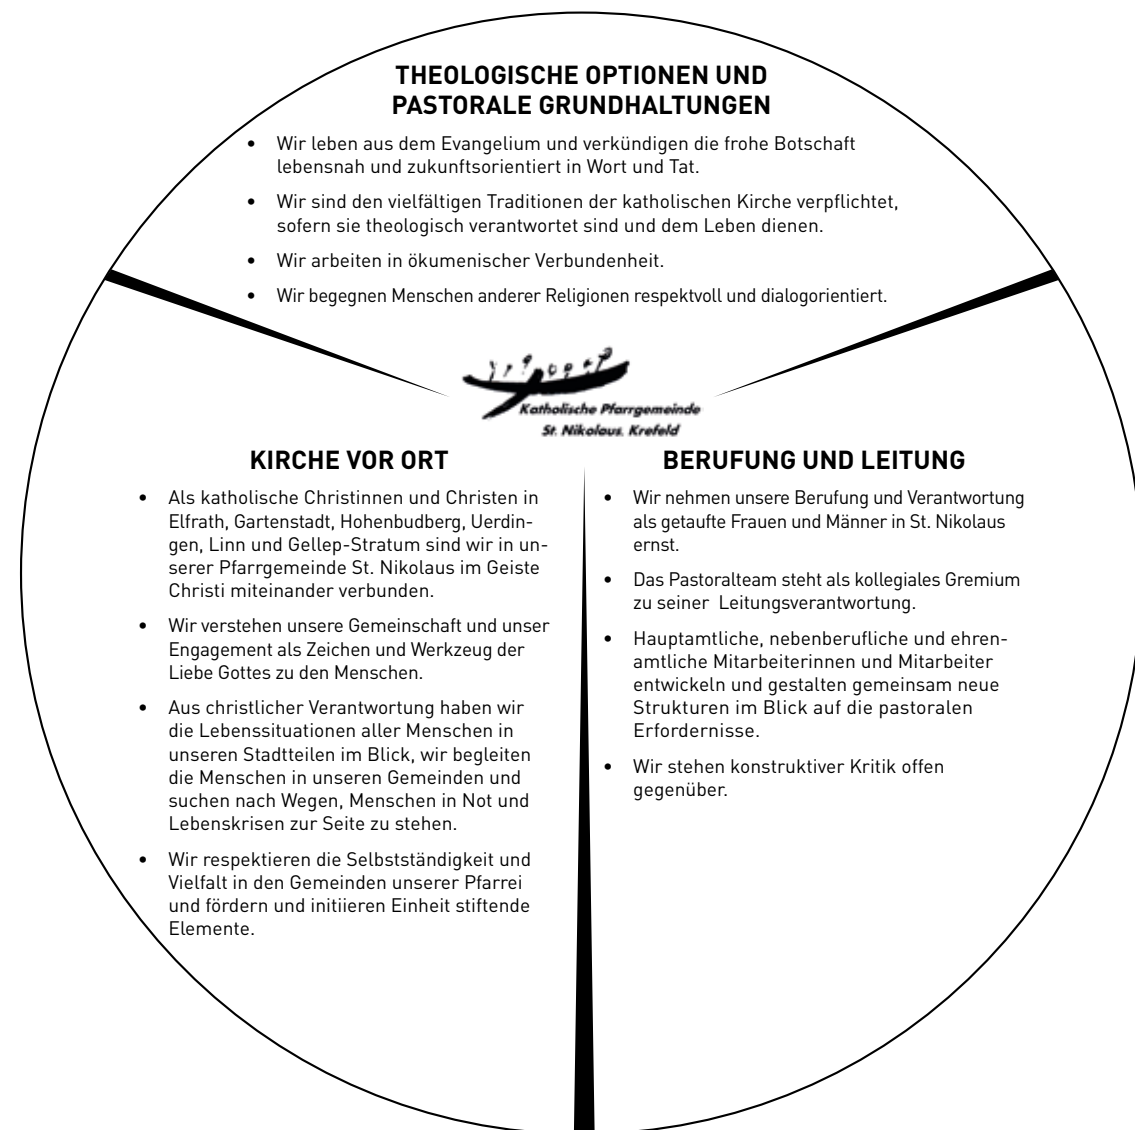 THEOLOGISCHE OPTIONEN UND
PASTORALE GRUNDHALTUNGEN
• Wir leben aus dem Evangelium und verkündigen die frohe Botschaft
lebensnah und zukunftsorientiert in Wort und Tat.
• Wir sind den vielfältigen Traditionen der katholischen Kirche verpflichtet,
sofern sie theologisch verantwortet sind und dem Leben dienen.
• Wir arbeiten in ökumenischer Verbundenheit.
• Wir begegnen Menschen anderer Religionen respektvoll und dialogorientiert.
Katholische Pfarrgemeinde
St. Nikolaus, Krefeld
KIRCHE VOR ORT
• Als katholische Christinnen und Christen in
Elfrath, Gartenstadt, Hohenbudberg, Uerdin-
gen, Linn und Gellep-Stratum sind wir in un-
serer Pfarrgemeinde St. Nikolaus im Geiste
Christi miteinander verbunden.
• Wir verstehen unsere Gemeinschaft und unser
Engagement als Zeichen und Werkzeug der
Liebe Gottes zu den Menschen.
• Aus christlicher Verantwortung haben wir
die Lebenssituationen aller Menschen in
unseren Stadtteilen im Blick, wir begleiten
die Menschen in unseren Gemeinden und
suchen nach Wegen, Menschen in Not und
Lebenskrisen zur Seite zu stehen.
• Wir respektieren die Selbstständigkeit und
Vielfalt in den Gemeinden unserer Pfarrei
und fördern und initiieren Einheit stiftende
Elemente.
BERUFUNG UND LEITUNG
• Wir nehmen unsere Berufung und Verantwortung
als getaufte Frauen und Männer in St. Nikolaus
ernst.
• Das Pastoralteam steht als kollegiales Gremium
zu seiner Leitungsverantwortung.
• Hauptamtliche, nebenberufliche und ehren-
amtliche Mitarbeiterinnen und Mitarbeiter
entwickeln und gestalten gemeinsam neue
Strukturen im Blick auf die pastoralen
Erfordernisse.
• Wir stehen konstruktiver Kritik offen
gegenüber.